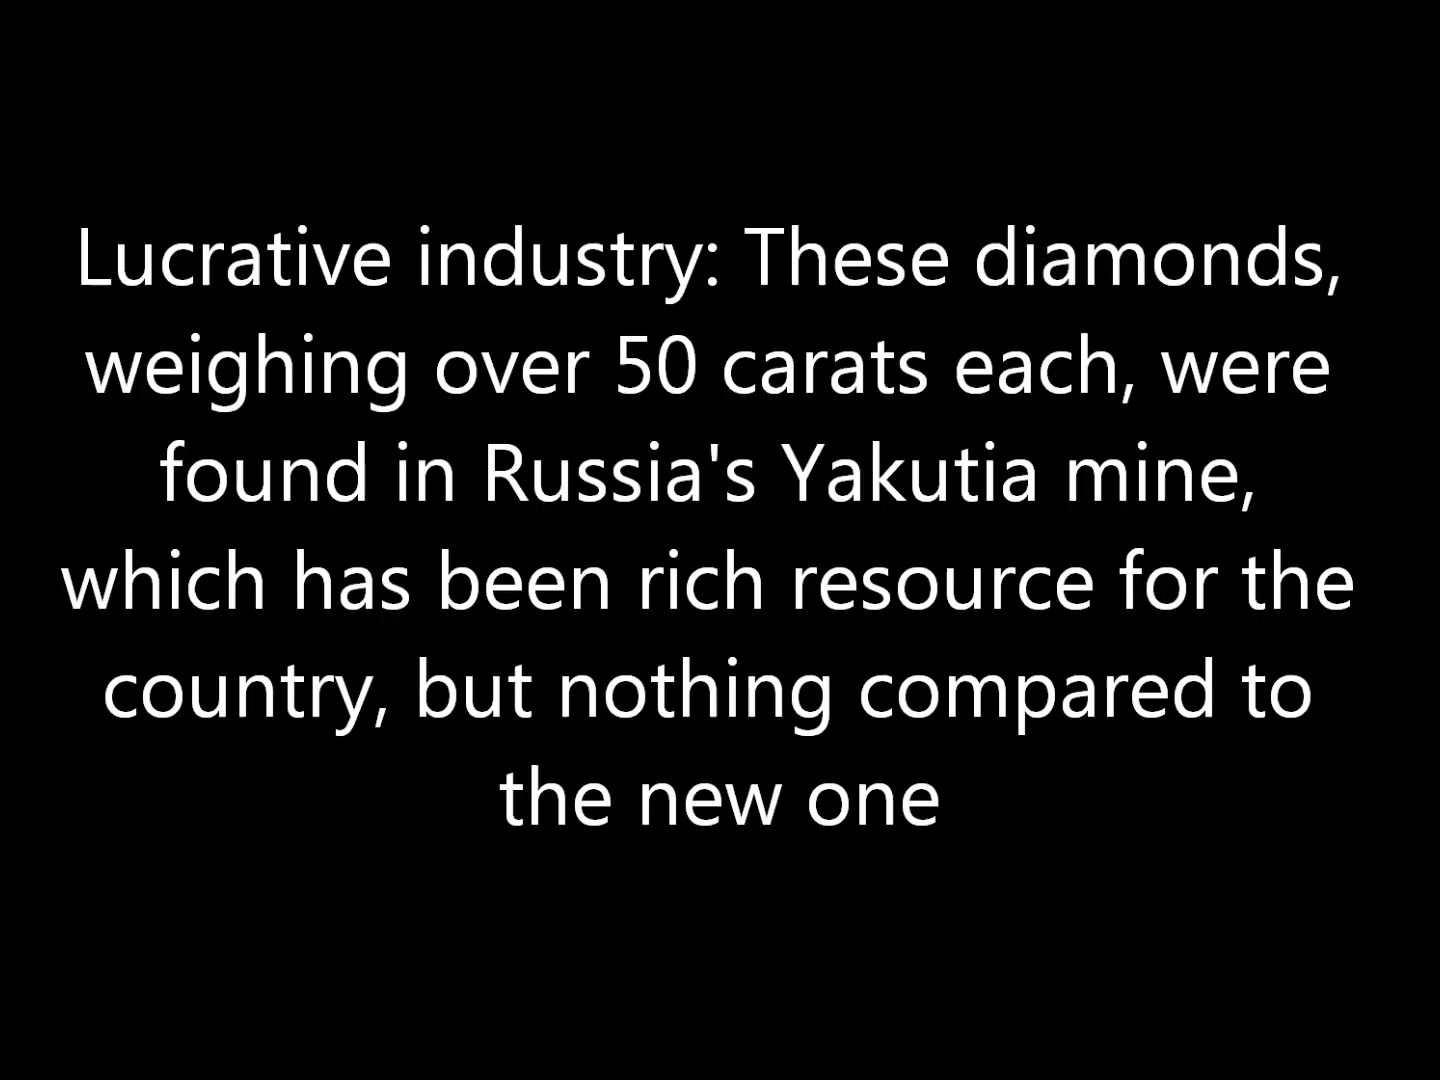 Lucrative industry: These diamonds,
weighing over 50 carats each, were
found in Russia's Yakutia mine,
which has been rich resource for the
country, but nothing compared to
the new one